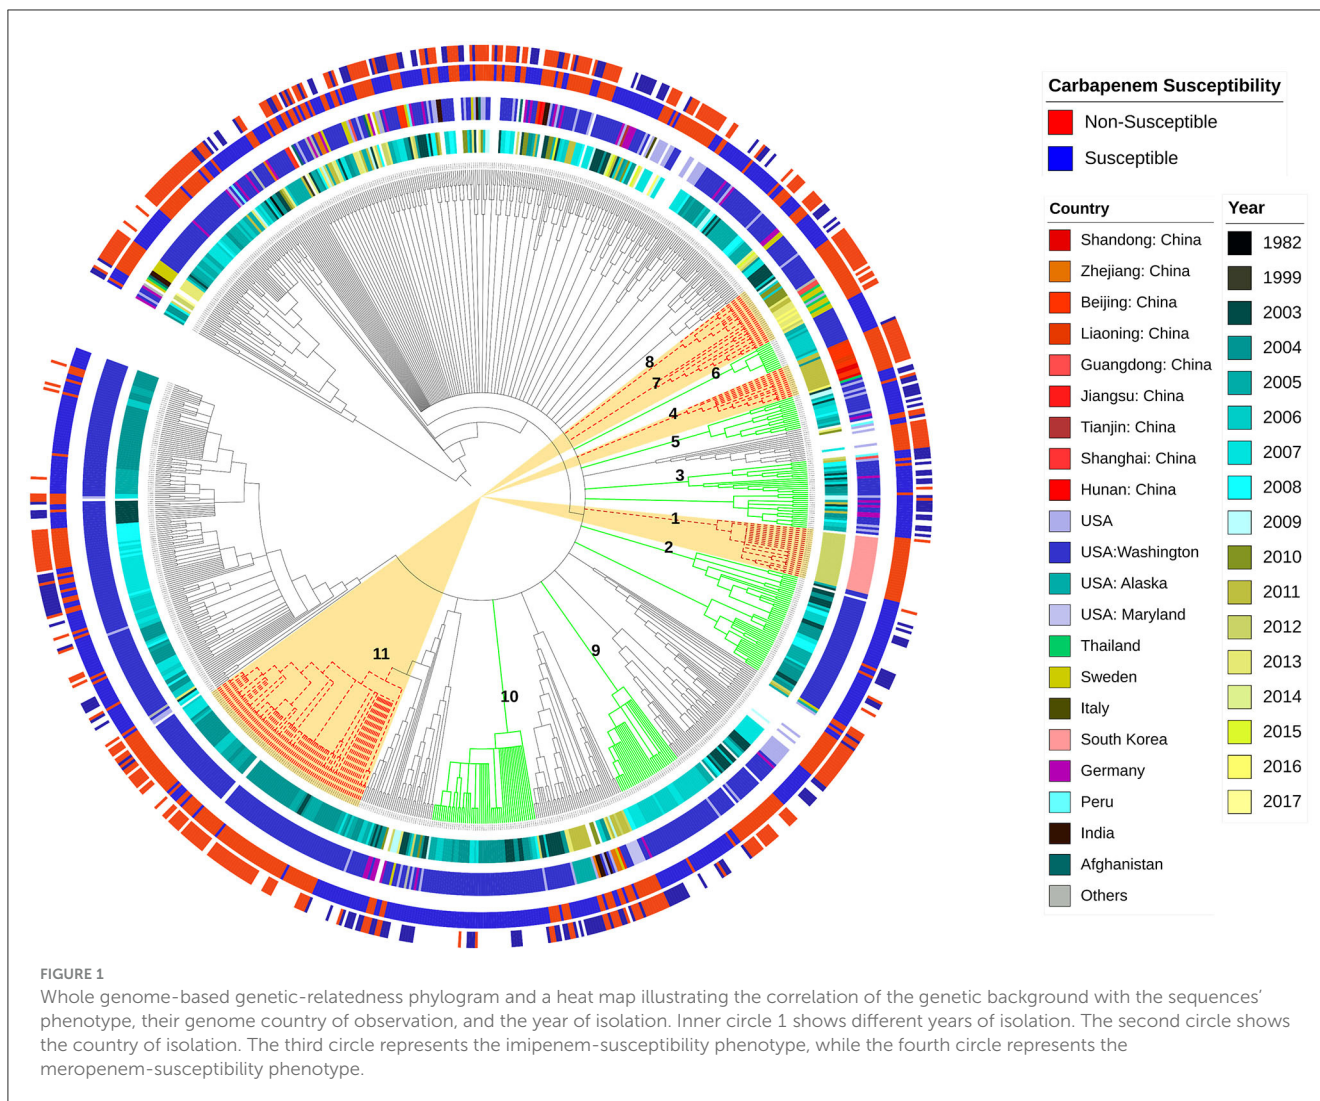 8
7
6
4
5
3
1
2
9
10
11
Carbapenem Susceptibility
Non-Susceptible
Susceptible
Country
Shandong: China
Zhejiang: China
Beijing: China
Liaoning: China
Guangdong: China
Jiangsu: China
Tianjin: China
Shanghai: China
Hunan: China
USA
USA:Washington
USA: Alaska
USA: Maryland
Thailand
Sweden
Italy
South Korea
Germany
Peru
India
Afghanistan
Others
Year
1982
1999
2003
2004
2005
2006
2007
2008
2009
2010
2011
2012
2013
2014
2015
2016
2017
FIGURE 1
Whole genome-based genetic-relatedness phylogram and a heat map illustrating the correlation of the genetic background with the sequences’
phenotype, their genome country of observation, and the year of isolation. Inner circle 1 shows different years of isolation. The second circle shows
the country of isolation. The third circle represents the imipenem-susceptibility phenotype, while the fourth circle represents the
meropenem-susceptibility phenotype.